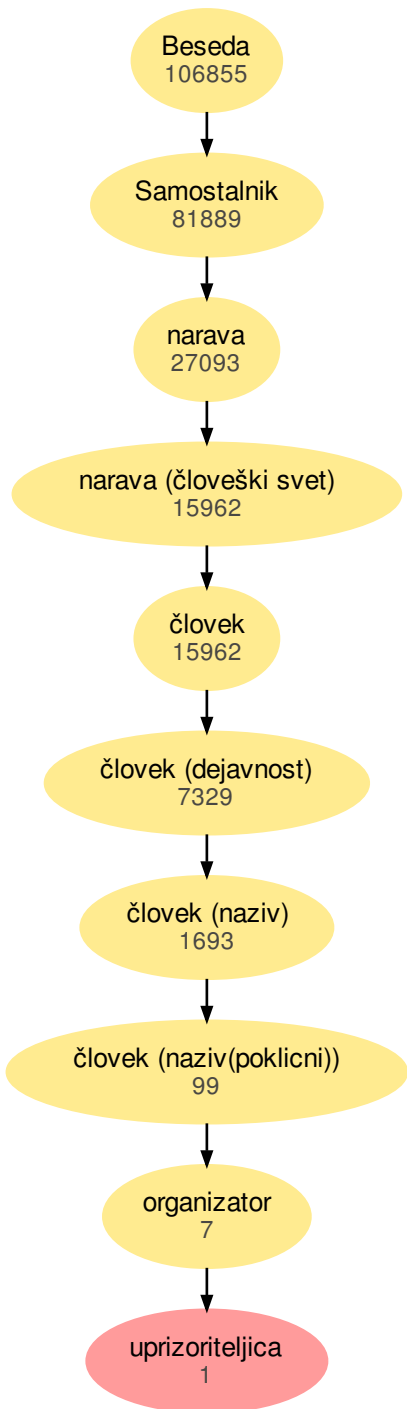 Beseda
106855
Samostalnik
81889
narava
27093
narava (človeški svet)
15962
človek
15962
človek (dejavnost)
7329
človek (naziv)
1693
človek (naziv(poklicni))
99
organizator
7
uprizoriteljica
1